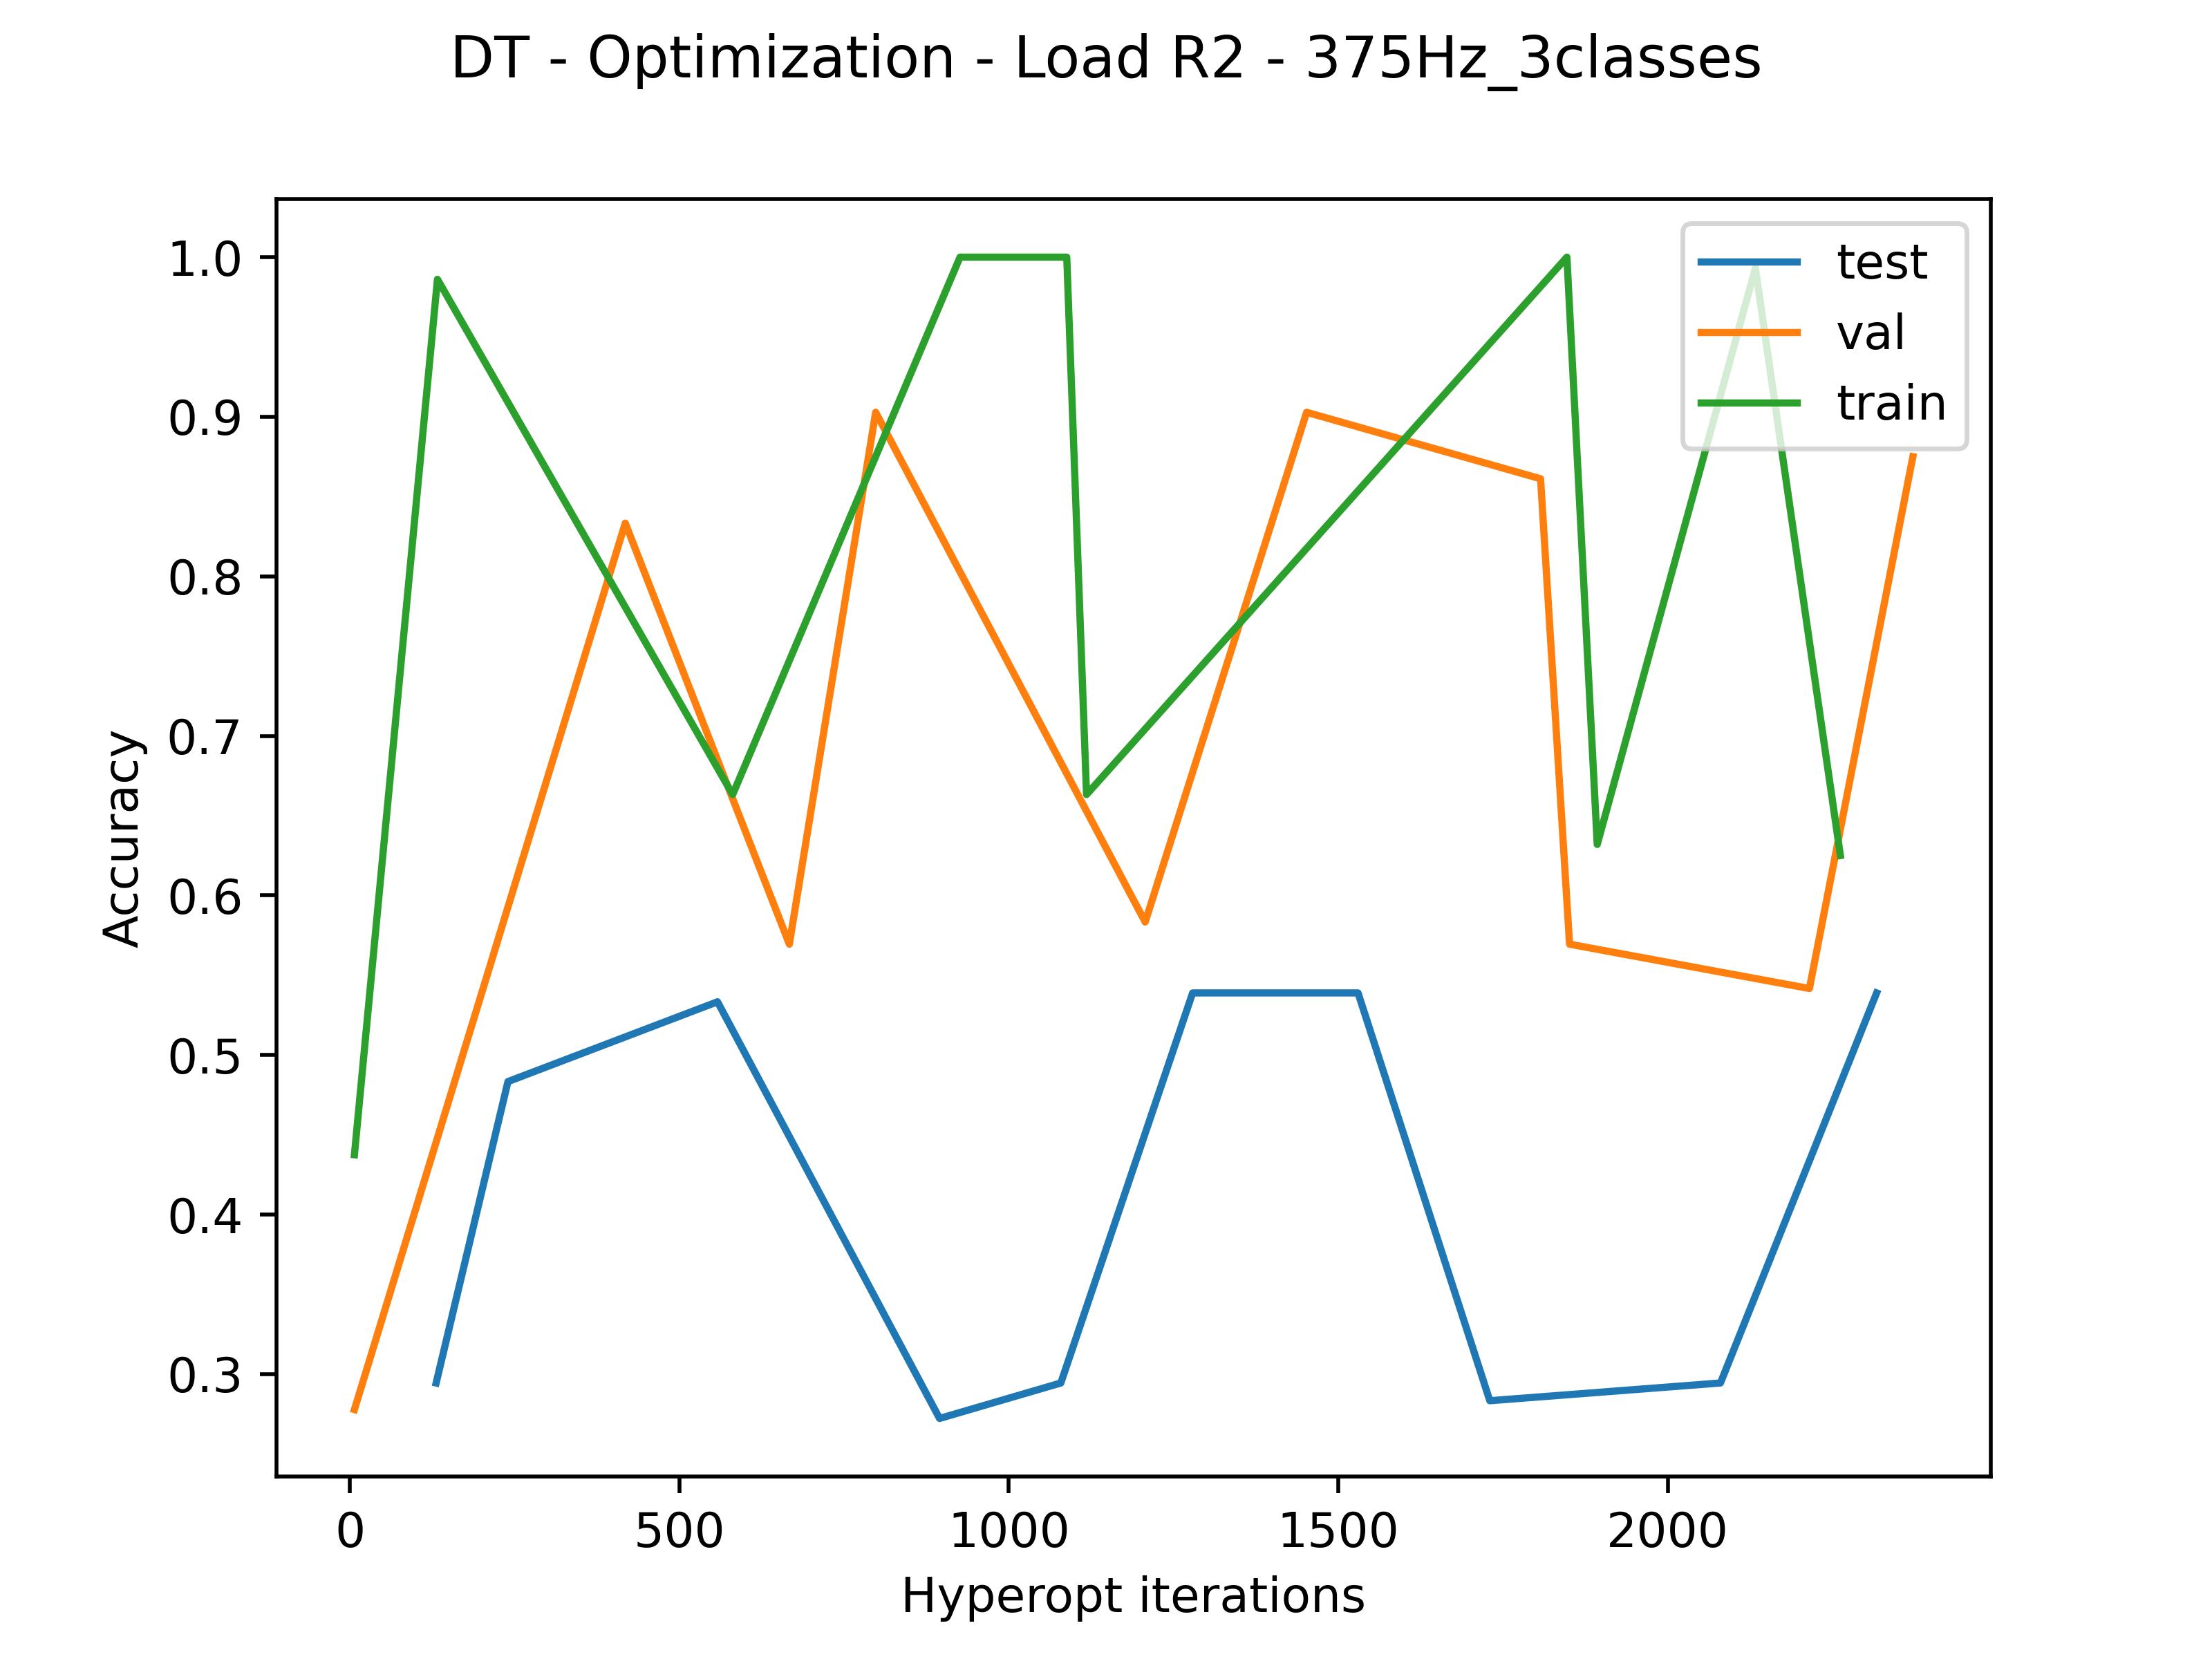 DT - Optimization - Load R2 - 375Hz_3classes
1.0
0.9
0.8
0.7
0.6
0.5
0.4
0.3
Accuracy
test
val
train
0 500 1000 1500 2000
Hyperopt iterations